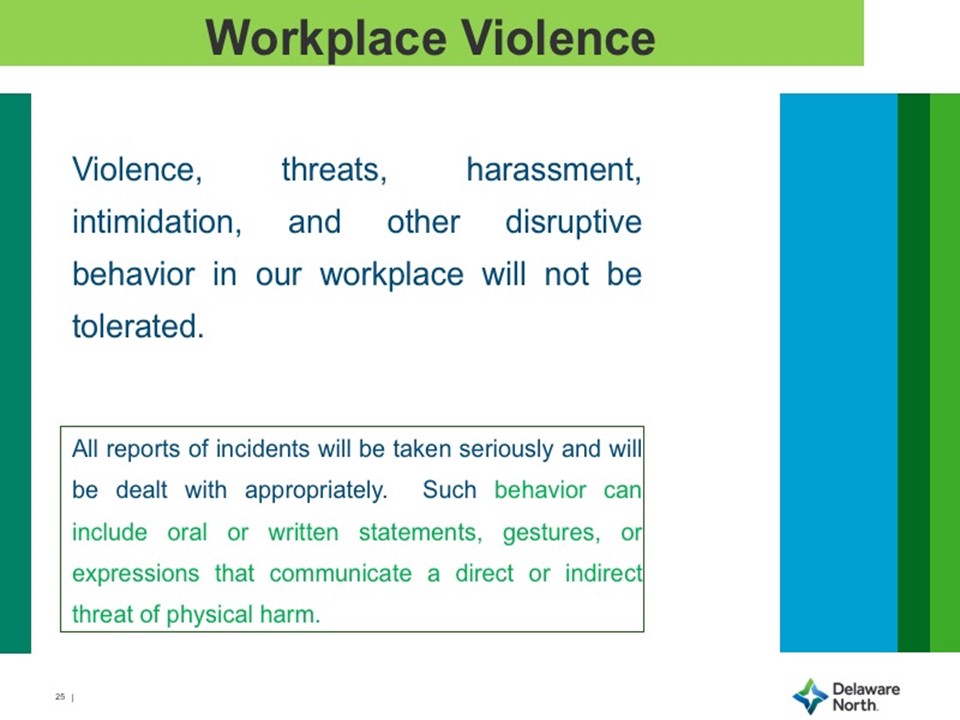 Workplace Violence
Violence, threats, harassment,
intimidation, and other disruptive
behavior in our workplace will not be
tolerated.
All reports of incidents will be taken seriously and will
be dealt with appropriately. Such behavior can
include oral or written statements, gestures, or
expressions that communicate a direct or indirect
threat of physical harm.
25 |
Delaware
North.